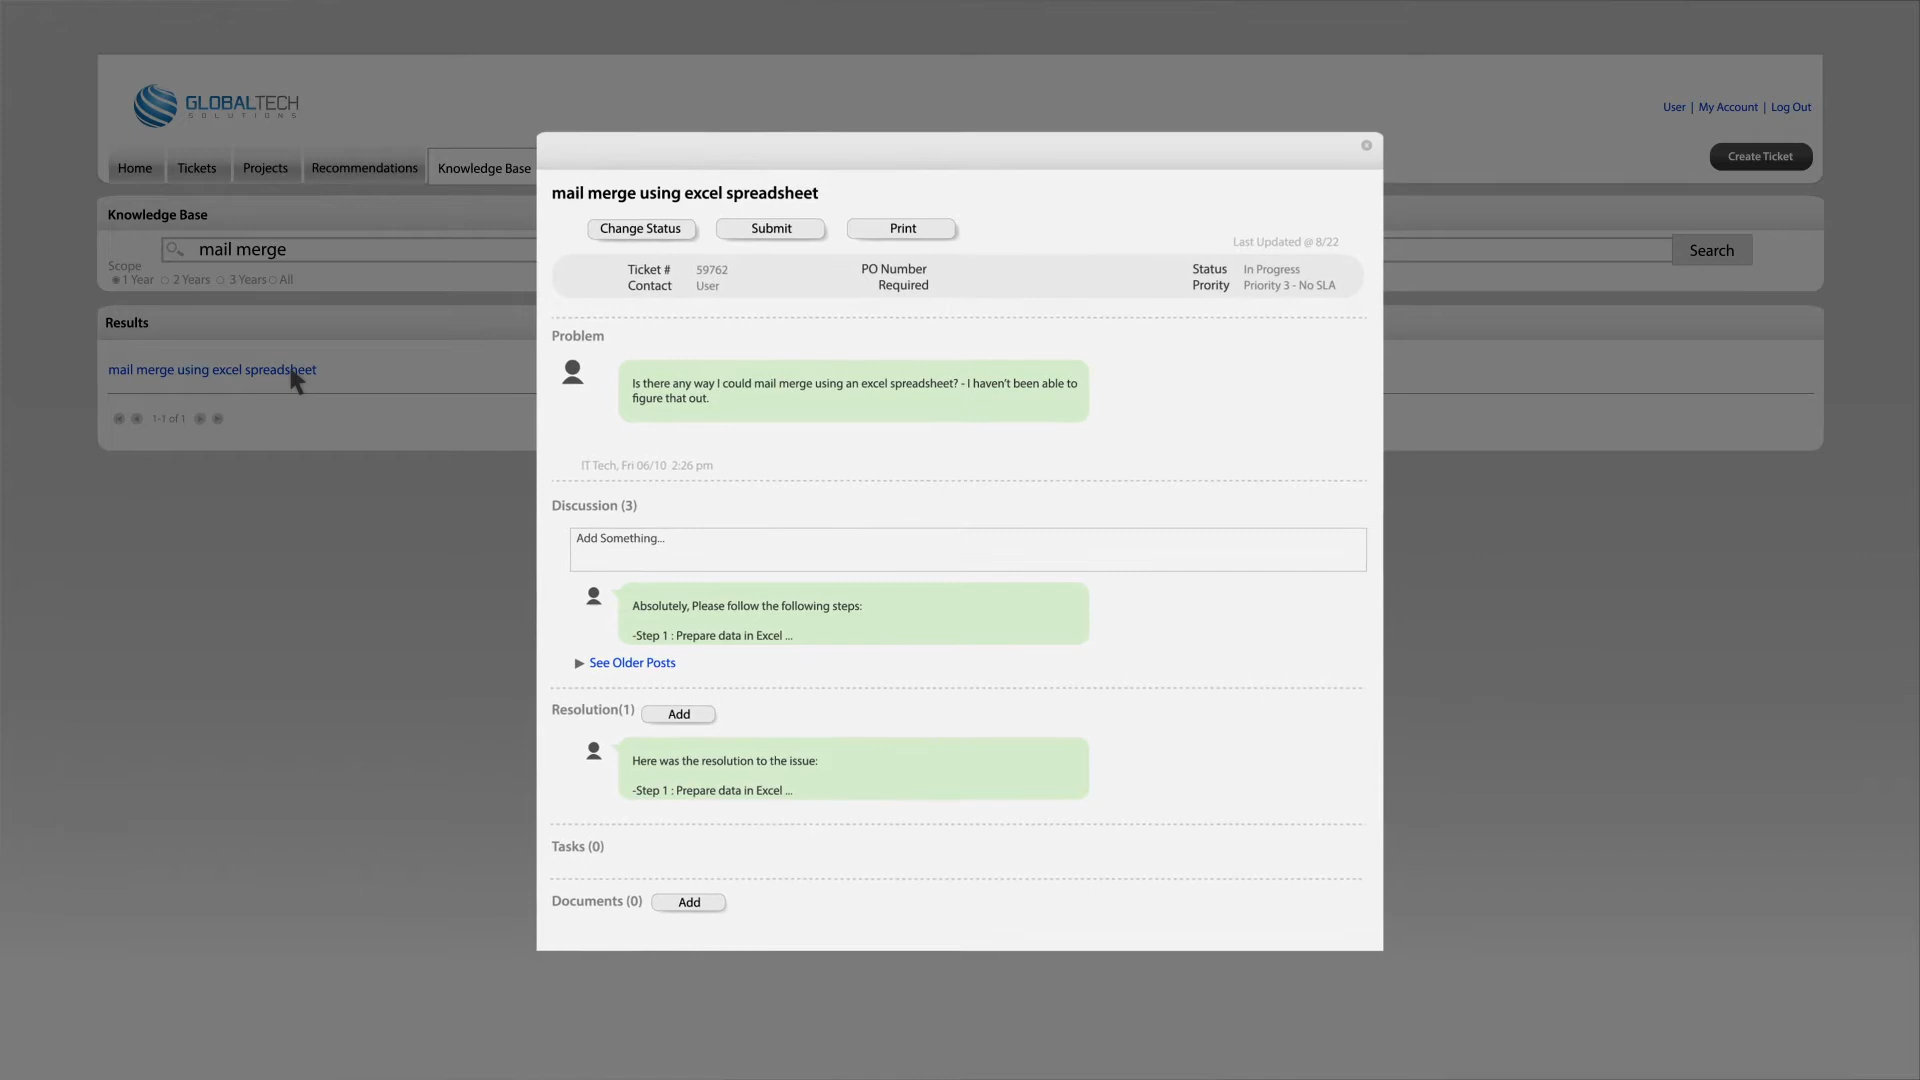 GLOBALTECH
SOLUTIONS
User | My Account | Log Out
Home Tickets Projects Recommendations Knowledge Base
Create Ticket
Knowledge Base
mail merge
Search
Scope
1 Year 2 Years 3 Years All
Results
mail merge using excel spreadsheet
1-1 of 1
mail merge using excel spreadsheet
Change Status Submit Print
Last Updated @ 8/22
Ticket # 59762 PO Number Status In Progress
Contact User Required Prority Priority 3 - No SLA
Problem
Is there any way I could mail merge using an excel spreadsheet? - I haven't been able to
figure that out.
IT Tech, Fri 06/10 2:26 pm
Discussion (3)
Add Something...
Absolutely, Please follow the following steps:
-Step 1 : Prepare data in Excel ...
See Older Posts
Resolution(1) Add
Here was the resolution to the issue:
-Step 1 : Prepare data in Excel ...
Tasks (0)
Documents (0) Add